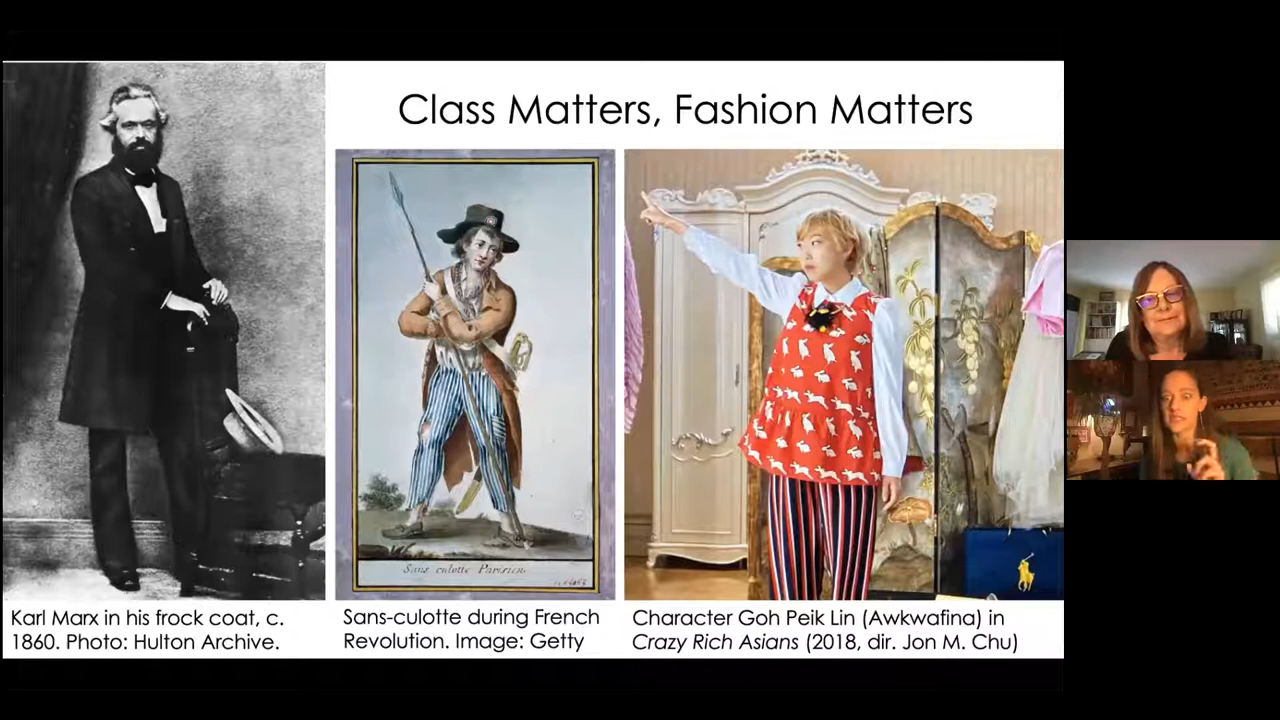 Class Matters, Fashion Matters
Sans culotte Parisien.
Karl Marx in his frock coat, c.
1860. Photo: Hulton Archive.
Sans-culotte during French
Revolution. Image: Getty
Character Goh Peik Lin (Awkwafina) in
Crazy Rich Asians (2018, dir. Jon M. Chu)